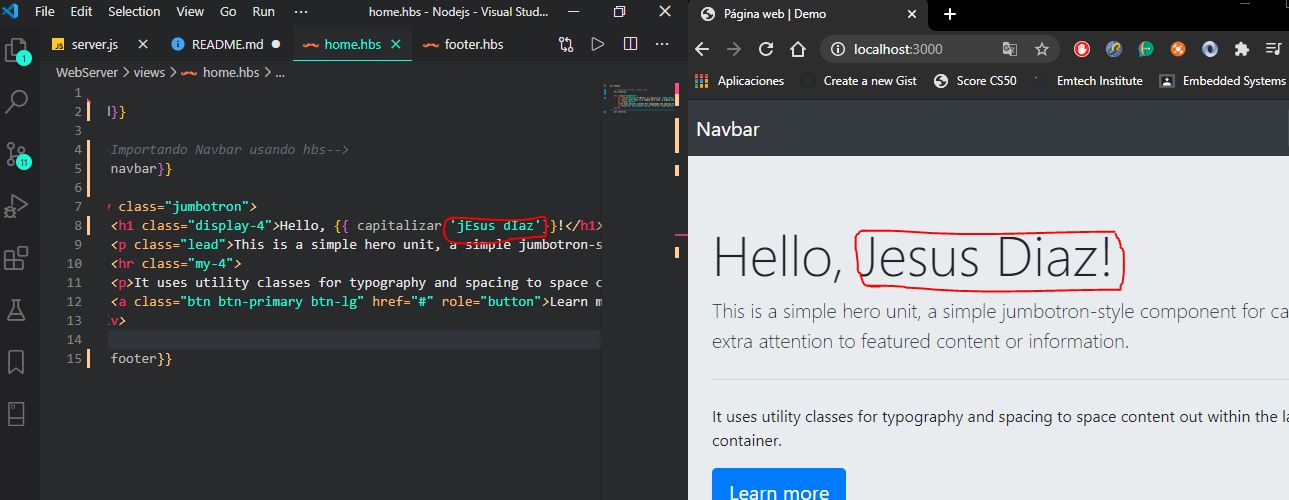 File Edit Selection View Go Run ··· home.hbs - Nodejs - Visual Stud...
server.js README.md home.hbs footer.hbs ···
WebServer > views > home.hbs > ...
1
2 }}
3
4 Importando Navbar usando hbs-->
5 navbar}}
6
7 class="jumbotron">
8 <h1 class="display-4">Hello, {{ capitalizar 'jEsus dIaz'}}!</h1>
9 <p class="lead">This is a simple hero unit, a simple jumbotron-s
10 <hr class="my-4">
11 <p>It uses utility classes for typography and spacing to space c
12 <a class="btn btn-primary btn-lg" href="#" role="button">Learn m
13 iv>
14
15 footer}}
1
11
Página web | Demo
localhost:3000
Aplicaciones Create a new Gist Score CS50 Emtech Institute Embedded Systems
Navbar
Hello, Jesus Diaz!
This is a simple hero unit, a simple jumbotron-style component for ca
extra attention to featured content or information.
It uses utility classes for typography and spacing to space content out within the la
container.
Learn more